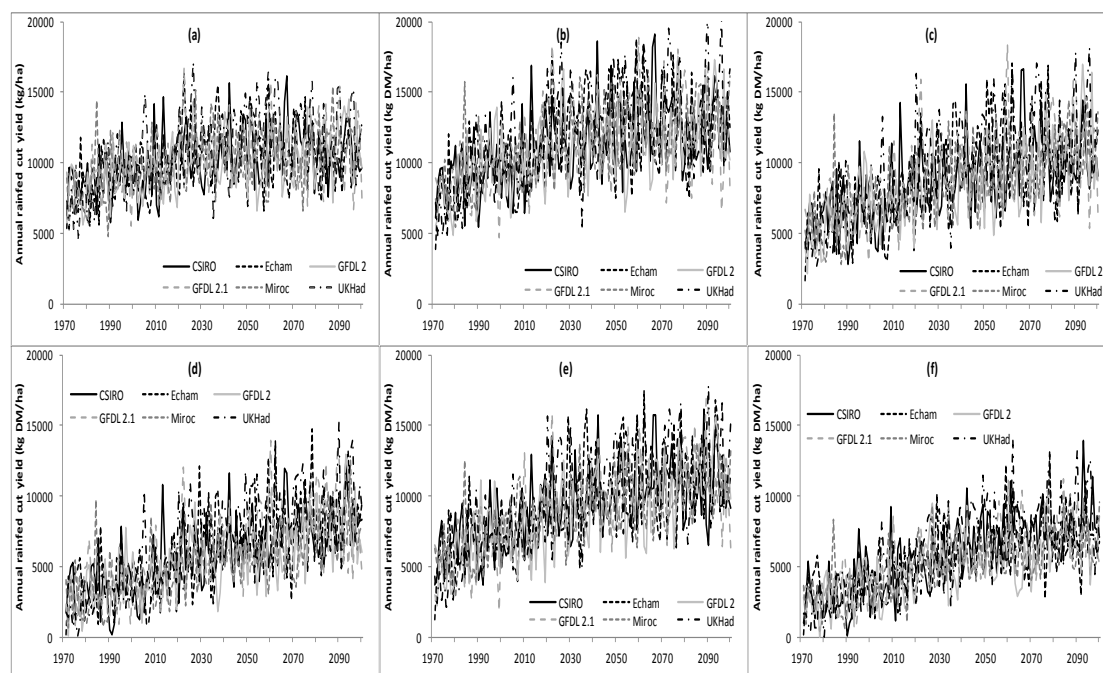 (a)
Annual rainfed cut yield (kg/ha)
20000
15000
10000
5000
0
CSIRO Echam GFDL 2
GFDL 2.1 Miroc UKHad
1970 1990 2010 2030 2050 2070 2090
(b)
Annual rainfed cut yield (kg DM/ha)
20000
15000
10000
5000
0
CSIRO Echam GFDL 2
GFDL 2.1 Miroc UKHad
1970 1990 2010 2030 2050 2070 2090
(c)
Annual rainfed cut yield (kg DM/ha)
20000
15000
10000
5000
0
CSIRO Echam GFDL 2
GFDL 2.1 Miroc UKHad
1970 1990 2010 2030 2050 2070 2090
(d)
Annual rainfed cut yield (kg DM/ha)
20000
15000
10000
5000
0
CSIRO Echam GFDL 2
GFDL 2.1 Miroc UKHad
1970 1990 2010 2030 2050 2070 2090
(e)
Annual rainfed cut yield (kg DM/ha)
20000
15000
10000
5000
0
CSIRO Echam GFDL 2
GFDL 2.1 Miroc UKHad
1970 1990 2010 2030 2050 2070 2090
(f)
Annual rainfed cut yield (kg DM/ha)
20000
15000
10000
5000
0
CSIRO Echam GFDL 2
GFDL 2.1 Miroc UKHad
1970 1990 2010 2030 2050 2070 2090